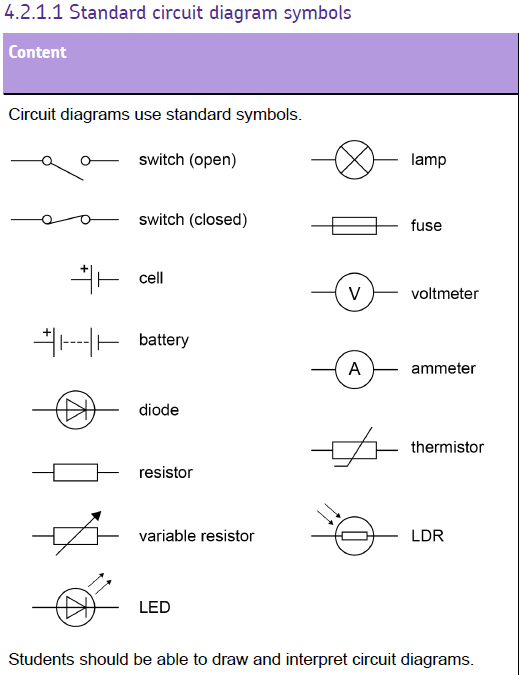 4.2.1.1 Standard circuit diagram symbols
Content
Circuit diagrams use standard symbols.
switch (open)
switch (closed)
+
cell
+
battery
diode
resistor
variable resistor
LED
lamp
fuse
V
voltmeter
A
ammeter
thermistor
LDR
Students should be able to draw and interpret circuit diagrams.